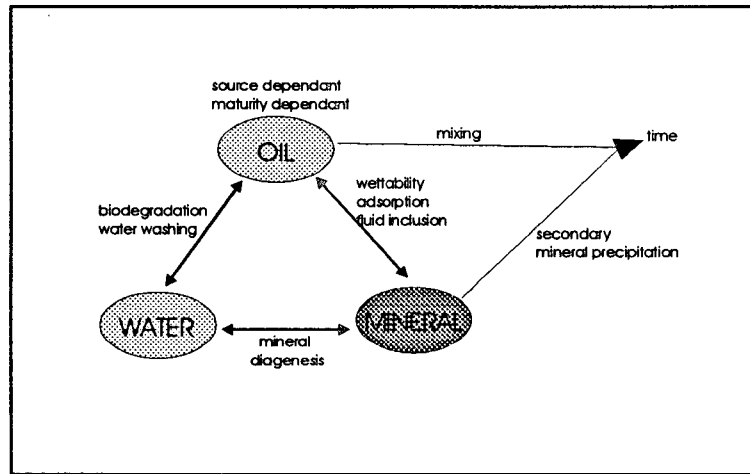 source dependant
maturity dependant
OIL
mixing
time
wettability
adsorption
fluid inclusion
biodegradation
water washing
secondary
mineral precipitation
WATER
MINERAL
mineral
diagenesis